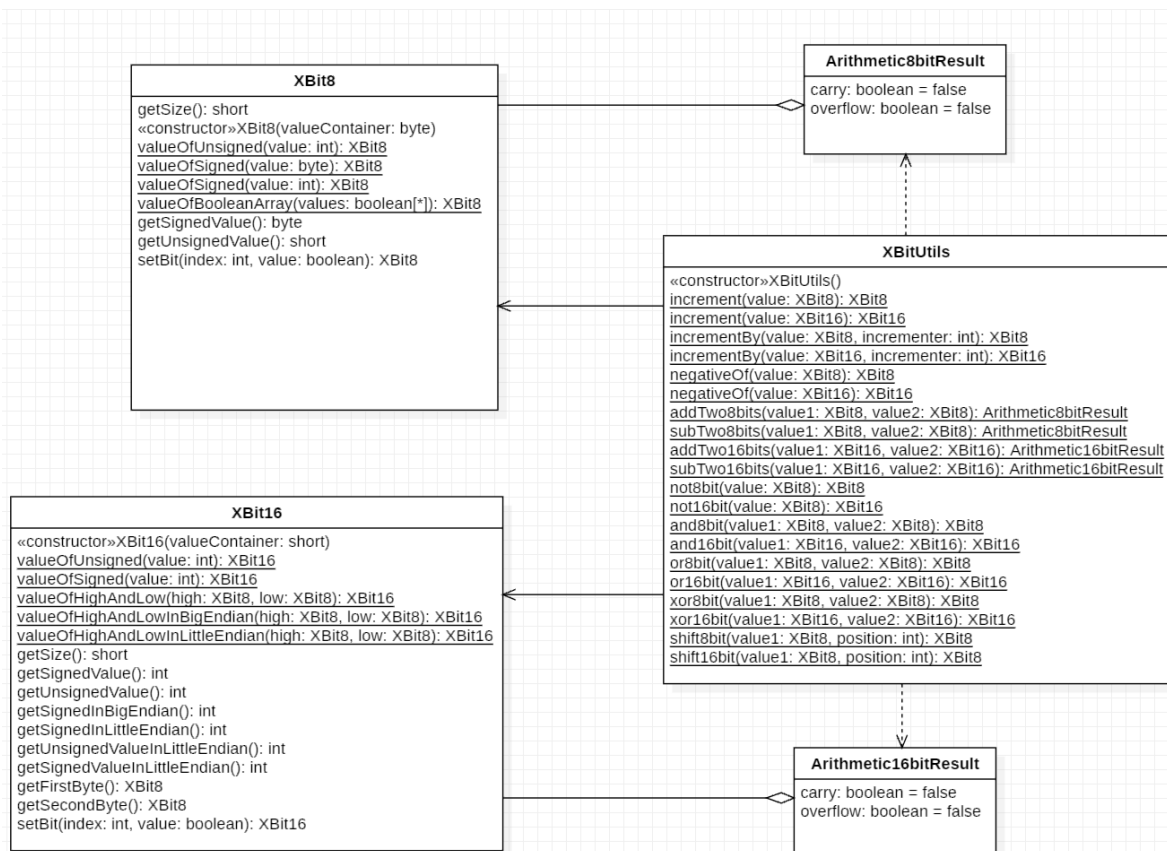 XBit8
getSize(): short
«constructor»XBit8(valueContainer: byte)
valueOfUnsigned(value: int): XBit8
valueOfSigned(value: byte): XBit8
valueOfSigned(value: int): XBit8
valueOfBooleanArray(values: boolean[*]): XBit8
getSignedValue(): byte
getUnsignedValue(): short
setBit(index: int, value: boolean): XBit8
Arithmetic8bitResult
carry: boolean = false
overflow: boolean = false
XBitUtils
«constructor»XBitUtils()
increment(value: XBit8): XBit8
increment(value: XBit16): XBit16
incrementBy(value: XBit8, incrementer: int): XBit8
incrementBy(value: XBit16, incrementer: int): XBit16
negativeOf(value: XBit8): XBit8
negativeOf(value: XBit16): XBit16
addTwo8bits(value1: XBit8, value2: XBit8): Arithmetic8bitResult
subTwo8bits(value1: XBit8, value2: XBit8): Arithmetic8bitResult
addTwo16bits(value1: XBit16, value2: XBit16): Arithmetic16bitResult
subTwo16bits(value1: XBit16, value2: XBit16): Arithmetic16bitResult
not8bit(value: XBit8): XBit8
not16bit(value: XBit8): XBit16
and8bit(value1: XBit8, value2: XBit8): XBit8
and16bit(value1: XBit16, value2: XBit16): XBit16
or8bit(value1: XBit8, value2: XBit8): XBit8
or16bit(value1: XBit16, value2: XBit16): XBit16
xor8bit(value1: XBit8, value2: XBit8): XBit8
xor16bit(value1: XBit16, value2: XBit16): XBit16
shift8bit(value1: XBit8, position: int): XBit8
shift16bit(value1: XBit8, position: int): XBit8
XBit16
«constructor»XBit16(valueContainer: short)
valueOfUnsigned(value: int): XBit16
valueOfSigned(value: int): XBit16
valueOfHighAndLow(high: XBit8, low: XBit8): XBit16
valueOfHighAndLowInBigEndian(high: XBit8, low: XBit8): XBit16
valueOfHighAndLowInLittleEndian(high: XBit8, low: XBit8): XBit16
getSize(): short
getSignedValue(): int
getUnsignedValue(): int
getSignedInBigEndian(): int
getSignedInLittleEndian(): int
getUnsignedValueInLittleEndian(): int
getSignedValueInLittleEndian(): int
getFirstByte(): XBit8
getSecondByte(): XBit8
setBit(index: int, value: boolean): XBit16
Arithmetic16bitResult
carry: boolean = false
overflow: boolean = false